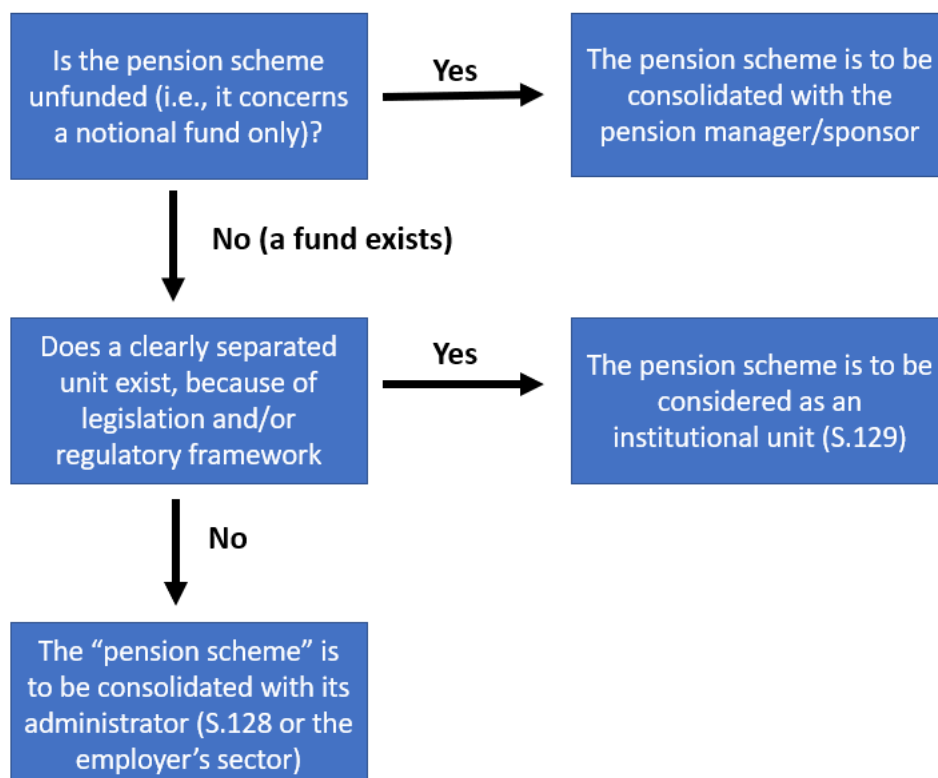 Is the pension scheme
unfunded (i.e., it concerns
a notional fund only)?
Yes
The pension scheme is to be
consolidated with the
pension manager/sponsor
No (a fund exists)
Does a clearly separated
unit exist, because of
legislation and/or
regulatory framework
Yes
The pension scheme is to be
considered as an
institutional unit (S.129)
No
The “pension scheme” is
to be consolidated with its
administrator (S.128 or the
employer’s sector)